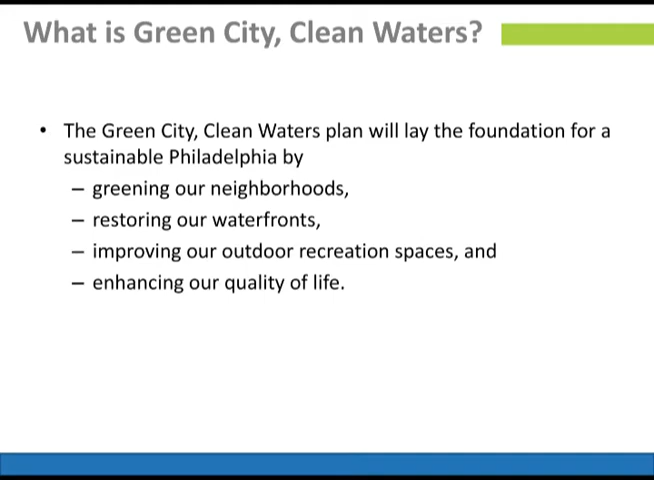 What is Green City, Clean Waters?
• The Green City, Clean Waters plan will lay the foundation for a
sustainable Philadelphia by
– greening our neighborhoods,
– restoring our waterfronts,
– improving our outdoor recreation spaces, and
– enhancing our quality of life.